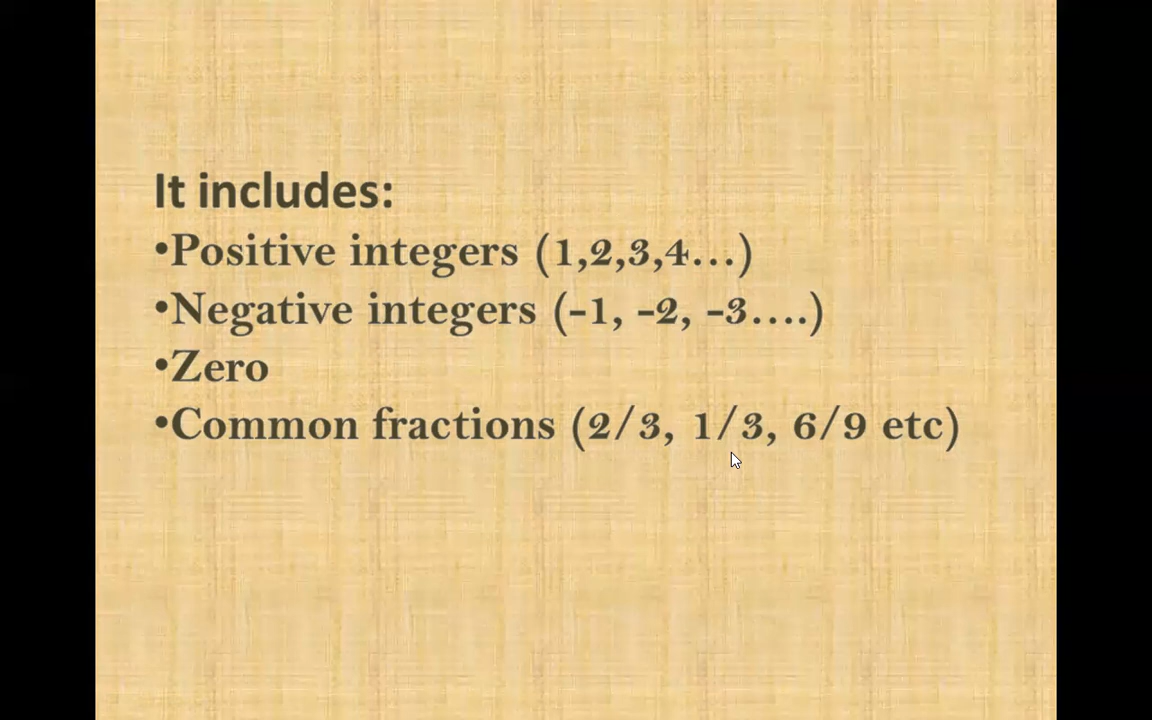 It includes:
•Positive integers (1,2,3,4...)
•Negative integers (-1, -2, -3....)
•Zero
•Common fractions (2/3, 1/3, 6/9 etc)